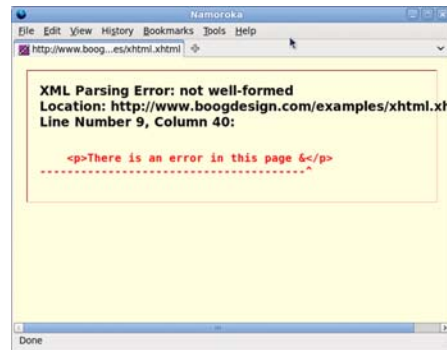 Namoroka
File Edit View History Bookmarks Tools Help
http://www.boog...es/xhtml.xhtml
XML Parsing Error: not well-formed
Location: http://www.boogdesign.com/examples/xhtml.xh
Line Number 9, Column 40:
<p>There is an error in this page &</p>
---------------------------------------^
Done